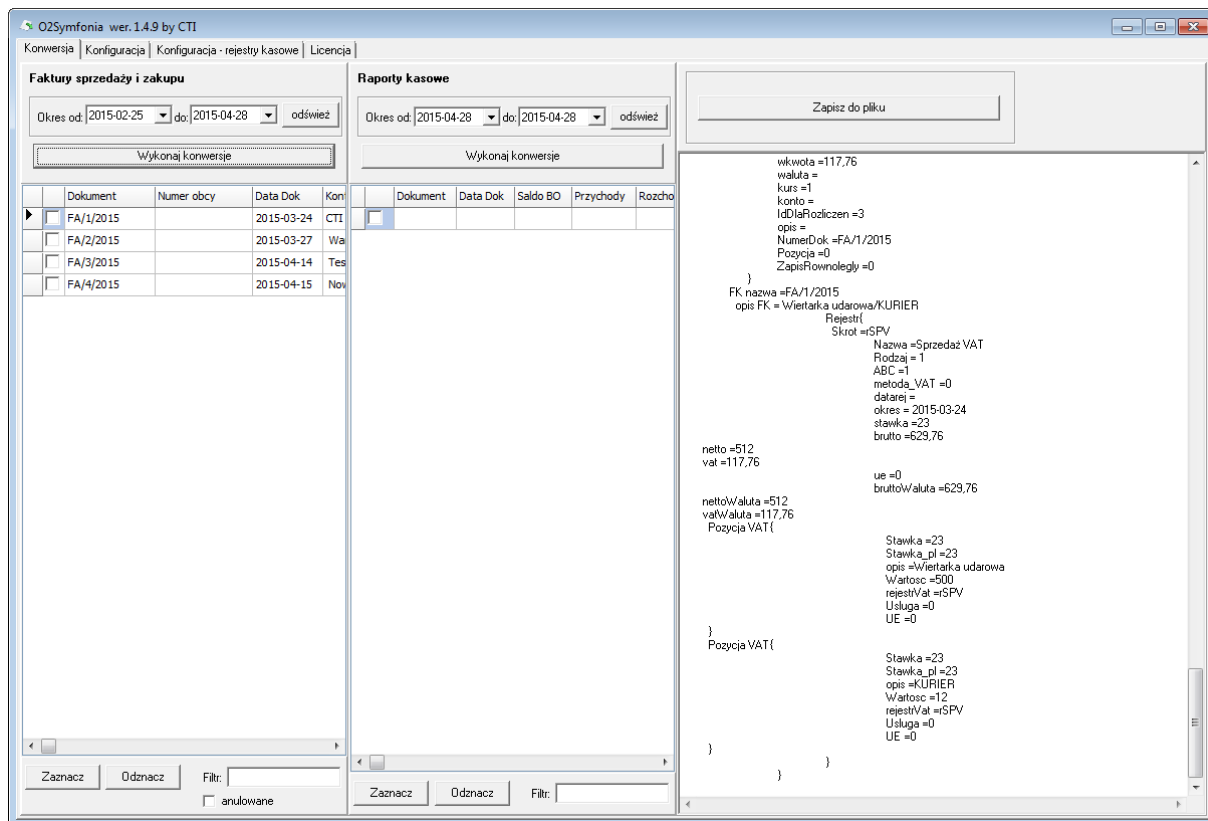 O2Symfonia wer. 1.4.9 by CTI
Konwersja Konfiguracja Konfiguracja - rejestry kasowe Licencja
Faktury sprzedaży i zakupu
Okres od: 2015-02-25 do: 2015-04-28 odśwież
Wykonaj konwersje
Dokument Numer obcy Data Dok Kont
FA/1/2015 2015-03-24 CTI
FA/2/2015 2015-03-27 Wa
FA/3/2015 2015-04-14 Tes
FA/4/2015 2015-04-15 Nov
Zaznacz Odznacz Filtr:
anulowane
Raporty kasowe
Okres od: 2015-04-28 do: 2015-04-28 odśwież
Wykonaj konwersje
Dokument Data Dok Saldo BO Przychody Rozcho
Zaznacz Odznacz Filtr:
Zapisz do pliku
wkwota =117,76
waluta =
kurs =1
konto =
IdDlaRozliczen =3
opis =
NumerDok =FA/1/2015
Pozycja =0
ZapisRownolegly =0
}
FK nazwa =FA/1/2015
opis FK = Wiertarka udarowa/KURIER
Rejestr{
Skrot =rSPV
Nazwa =Sprzedaż VAT
Rodzaj = 1
ABC =1
metoda_VAT =0
datarej =
okres = 2015-03-24
stawka =23
brutto =629,76
netto =512
vat =117,76
ue =0
bruttoWaluta =629,76
nettoWaluta =512
vatWaluta =117,76
Pozycja VAT{
Stawka =23
Stawka_pl =23
opis =Wiertarka udarowa
Wartosc =500
rejestrVat =rSPV
Usluga =0
UE =0
}
Pozycja VAT{
Stawka =23
Stawka_pl =23
opis =KURIER
Wartosc =12
rejestrVat =rSPV
Usluga =0
UE =0
}
}
}